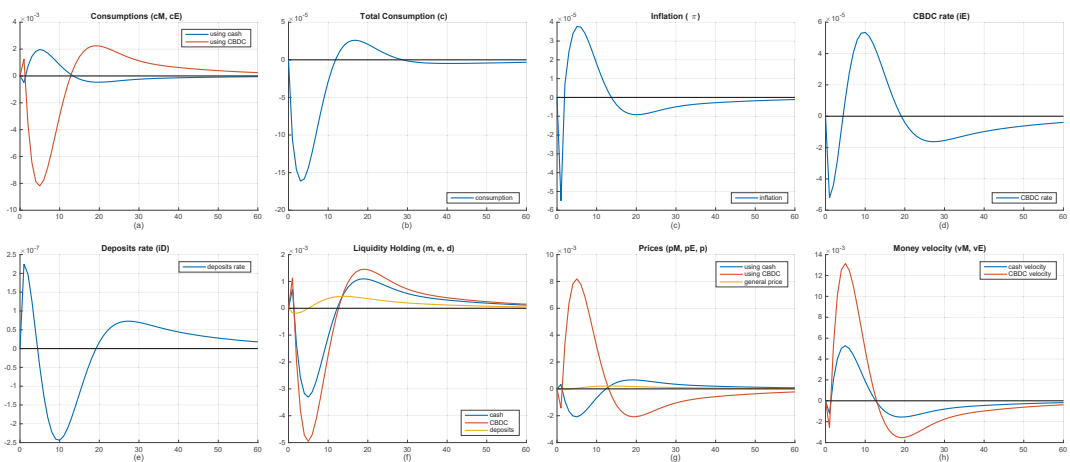 Consumptions (cM, cE)
×10⁻³
4
2
0
-2
-4
-6
-8
-10
0 10 20 30 40 50 60
using cash
using CBDC
(a)
Total Consumption (c)
×10⁻⁵
5
0
-5
-10
-15
-20
0 10 20 30 40 50 60
consumption
(b)
Inflation ( π)
×10⁻⁵
4
3
2
1
0
-1
-2
-3
-4
-5
-6
0 10 20 30 40 50 60
inflation
(c)
CBDC rate (iE)
×10⁻⁵
6
4
2
0
-2
-4
-6
0 10 20 30 40 50 60
CBDC rate
(d)
Deposits rate (iD)
×10⁻⁷
2.5
2
1.5
1
0.5
0
-0.5
-1
-1.5
-2
-2.5
0 10 20 30 40 50 60
deposits rate
(e)
Liquidity Holding (m, e, d)
×10⁻³
2
1
0
-1
-2
-3
-4
-5
0 10 20 30 40 50 60
cash
CBDC
deposits
(f)
Prices (pM, pE, p)
×10⁻³
10
8
6
4
2
0
-2
-4
0 10 20 30 40 50 60
using cash
using CBDC
general price
(g)
Money velocity (vM, vE)
×10⁻³
14
12
10
8
6
4
2
0
-2
-4
0 10 20 30 40 50 60
cash velocity
CBDC velocity
(h)